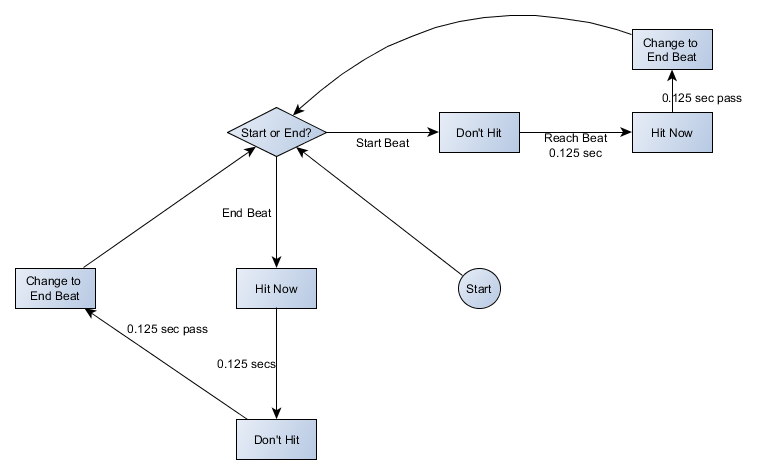 Change to
End Beat
0.125 sec pass
Start or End?
Start Beat
Don't Hit
Reach Beat
0.125 sec
Hit Now
End Beat
Change to
End Beat
Hit Now
Start
0.125 sec pass
0.125 secs
Don't Hit